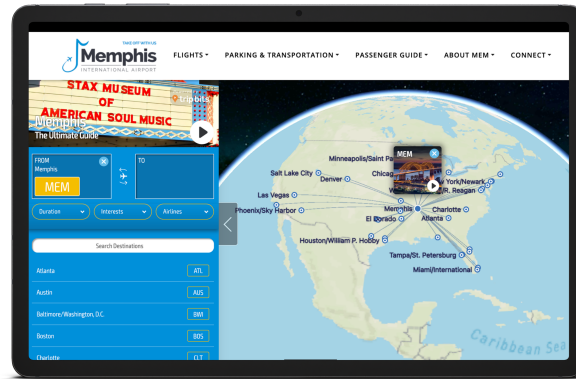 TAKE OFF WITH US
Memphis
INTERNATIONAL AIRPORT
FLIGHTS
PARKING & TRANSPORTATION
PASSENGER GUIDE
ABOUT MEM
CONNECT
STAX MUSEUM
OF
AMERICAN SOUL MUSIC
tripbits
Memphis
The Ultimate Guide
FROM
Memphis
MEM
TO
Duration
Interests
Airlines
Search Destinations
Atlanta
ATL
Austin
AUS
Baltimore/Washington, D.C.
BWI
Boston
BOS
Charlotte
CLT
MEM
Minneapolis/Saint Pa
Salt Lake City
Denver
Chicag
w York/Newark
R. Reagan
Las Vegas
Phoenix/Sky Harbor
Memphis
Charlotte
El Dorado
Atlanta
Houston/William P. Hobby
Tampa/St. Petersburg
Miami/International
Caribbean Sea